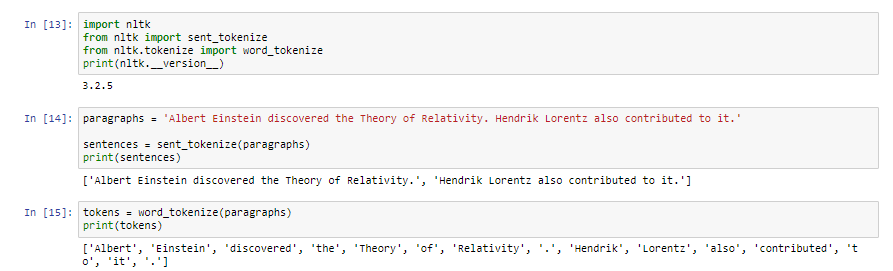 In [13]: import nltk
from nltk import sent_tokenize
from nltk.tokenize import word_tokenize
print(nltk.__version__)
3.2.5
In [14]: paragraphs = 'Albert Einstein discovered the Theory of Relativity. Hendrik Lorentz also contributed to it.'
sentences = sent_tokenize(paragraphs)
print(sentences)
['Albert Einstein discovered the Theory of Relativity.', 'Hendrik Lorentz also contributed to it.']
In [15]: tokens = word_tokenize(paragraphs)
print(tokens)
['Albert', 'Einstein', 'discovered', 'the', 'Theory', 'of', 'Relativity', '.', 'Hendrik', 'Lorentz', 'also', 'contributed', 't
o', 'it', '.']